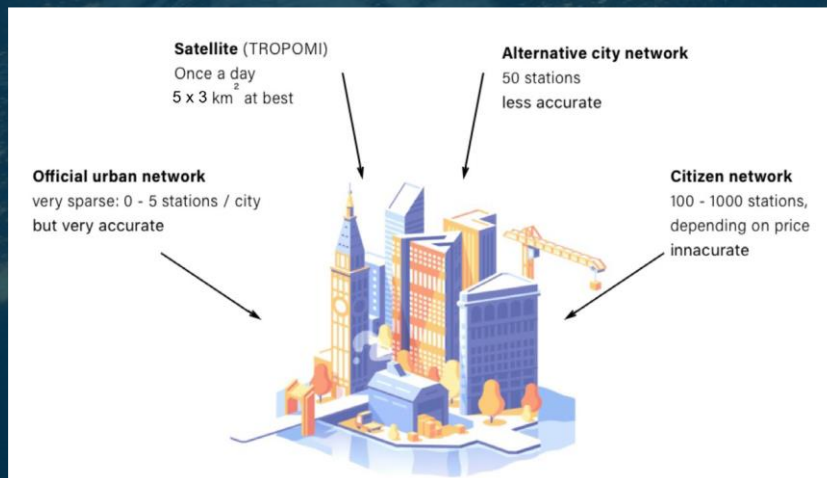 Satellite (TROPOMI)
Once a day
5 x 3 km² at best
Alternative city network
50 stations
less accurate
Official urban network
very sparse: 0 - 5 stations / city
but very accurate
Citizen network
100 - 1000 stations,
depending on price
innacurate